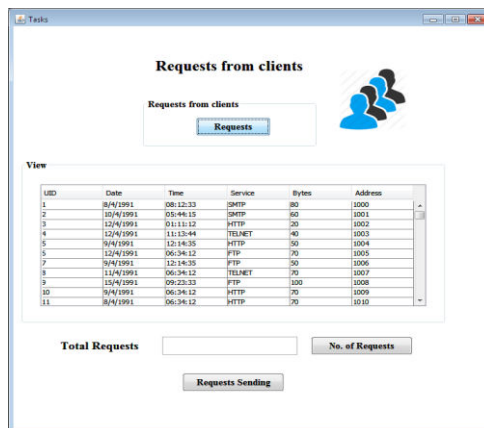 Tasks
Requests from clients
Requests from clients
Requests
View
UID Date Time Service Bytes Address
1 8/4/1991 08:12:33 SMTP 80 1000
2 10/4/1991 05:44:15 SMTP 60 1001
3 12/4/1991 01:11:12 HTTP 20 1002
4 12/4/1991 11:13:44 TELNET 40 1003
5 9/4/1991 12:14:35 HTTP 50 1004
12/4/1991 06:34:12 FTP 70 1005
9/4/1991 12:14:35 FTP 50 1006
8 11/4/1991 06:34:12 TELNET 70 1007
9 15/4/1991 09:23:33 FTP 100 1008
10 9/4/1991 06:34:12 HTTP 70 1009
11 8/4/1991 06:34:12 HTTP 70 1010
Total Requests No. of Requests
Requests Sending